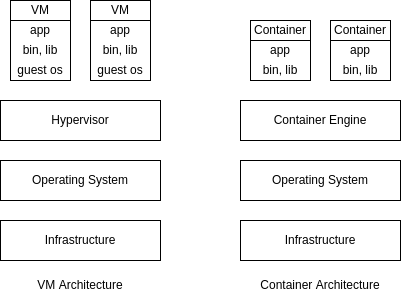 VM
app
bin, lib
guest os
VM
app
bin, lib
guest os
Hypervisor
Operating System
Infrastructure
VM Architecture
Container
app
bin, lib
Container
app
bin, lib
Container Engine
Operating System
Infrastructure
Container Architecture